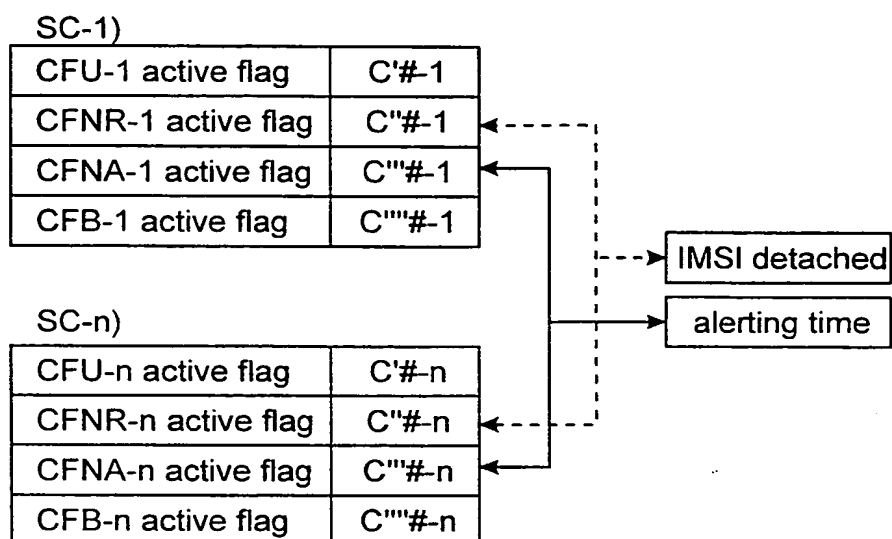 SC-1)
CFU-1 active flag C'#-1
CFNR-1 active flag C''#-1
CFNA-1 active flag C'''#-1
CFB-1 active flag C''''#-1
IMSI detached
alerting time
SC-n)
CFU-n active flag C'#-n
CFNR-n active flag C''#-n
CFNA-n active flag C'''#-n
CFB-n active flag C''''#-n